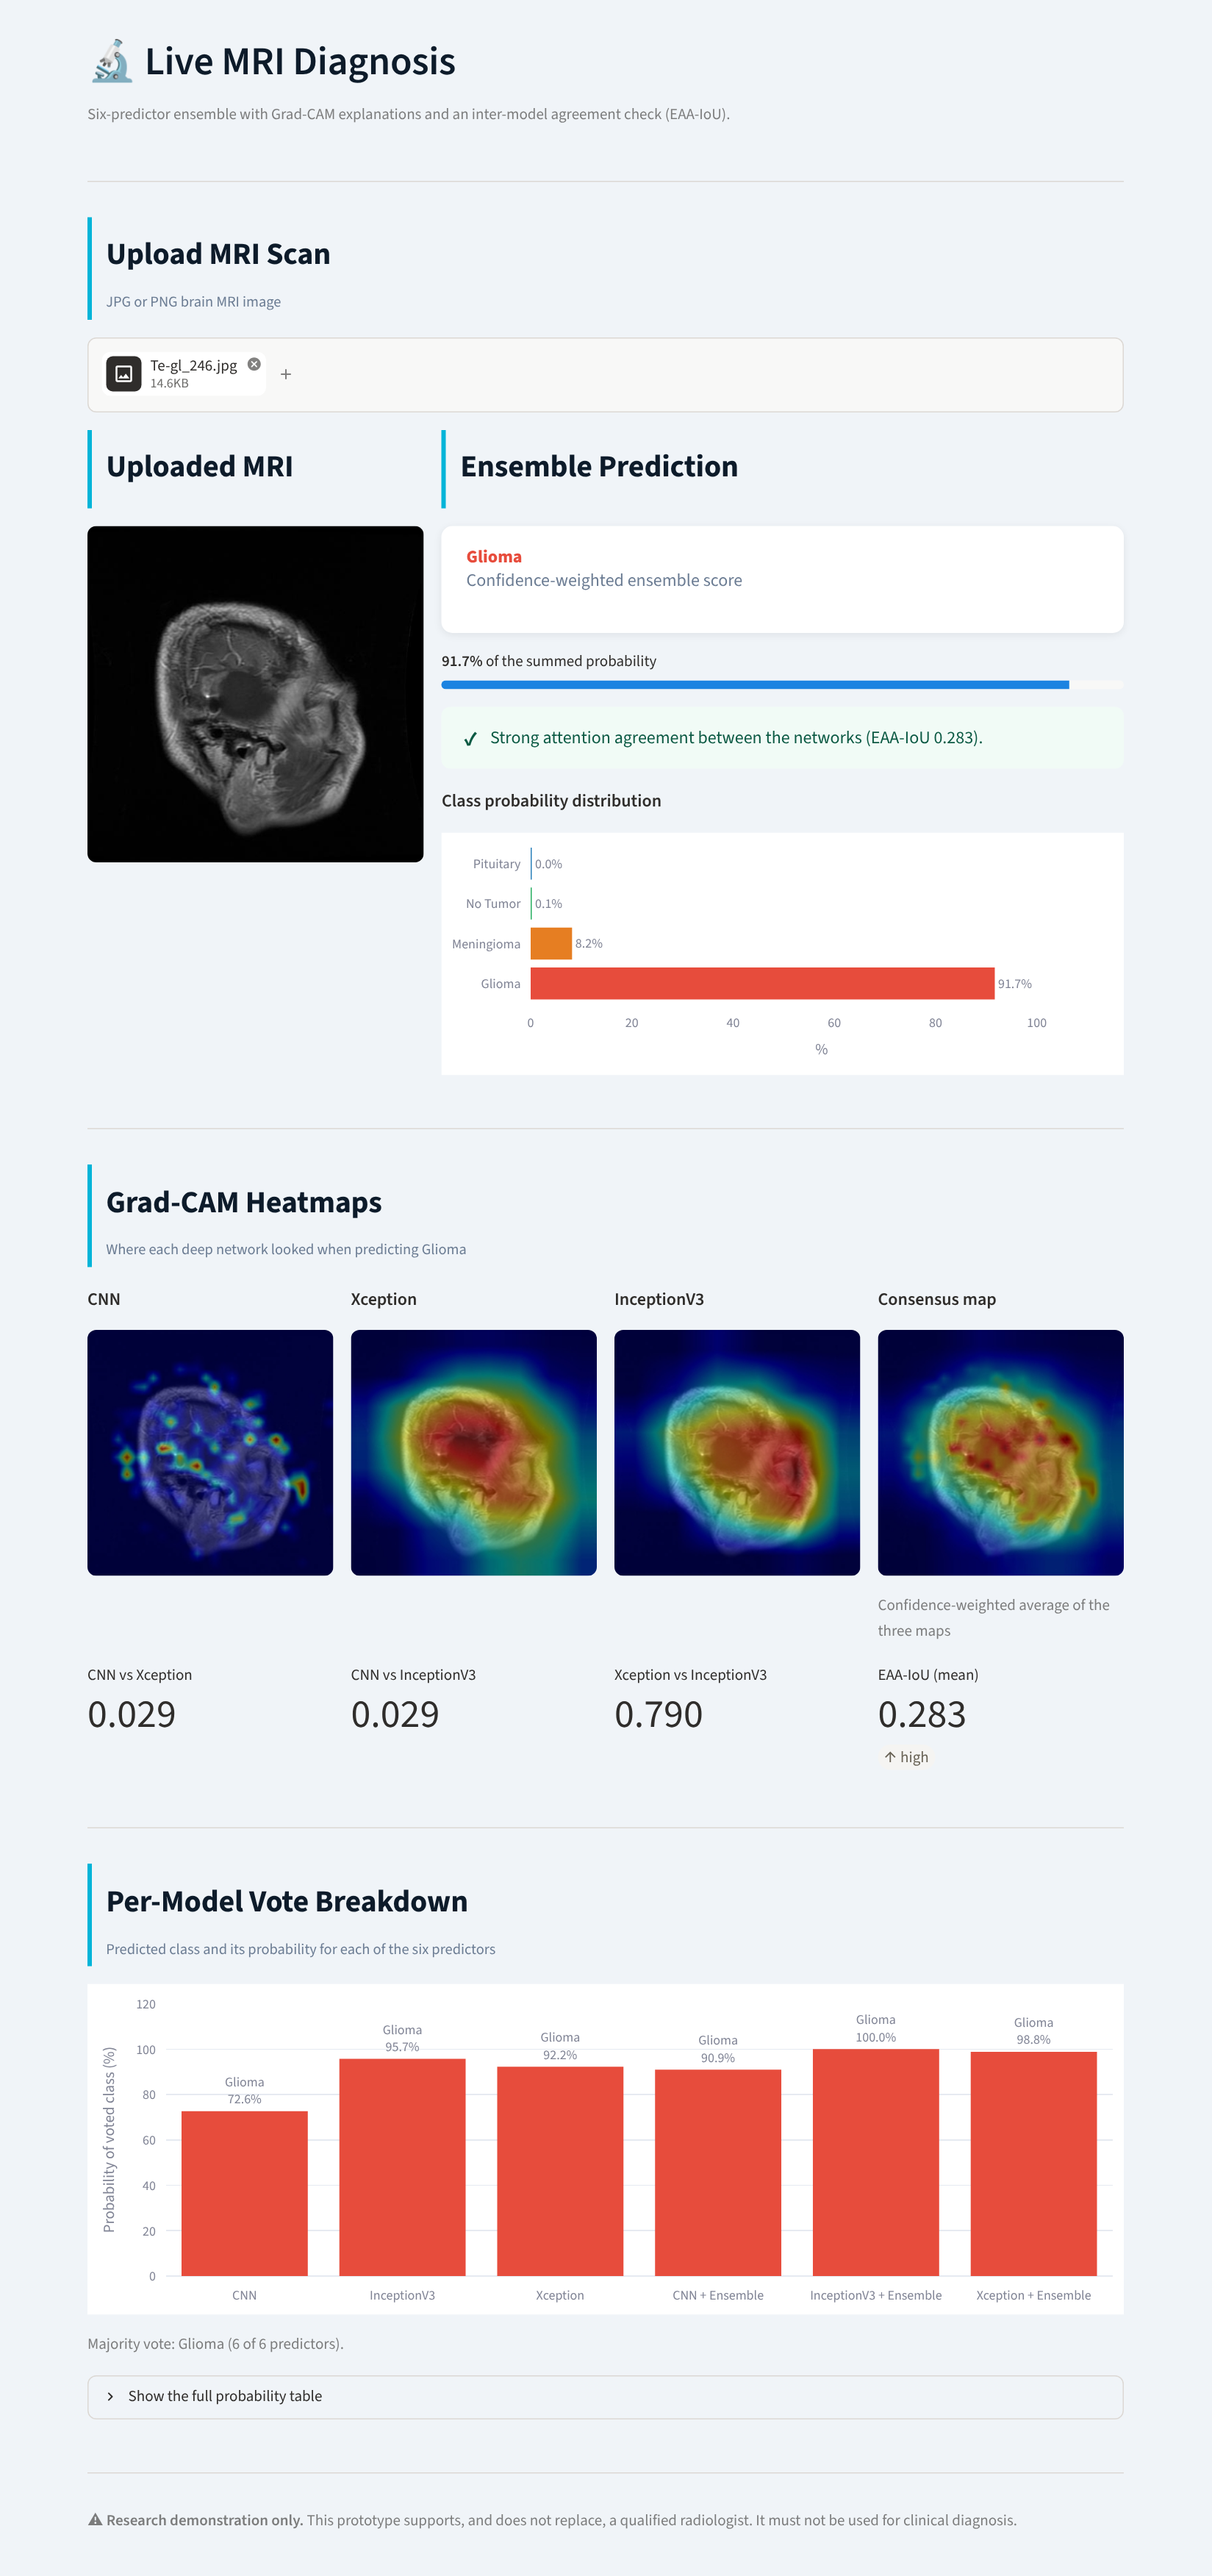 🔬 Live MRI Diagnosis
Six-predictor ensemble with Grad-CAM explanations and an inter-model agreement check (EAA-IoU).
Upload MRI Scan
JPG or PNG brain MRI image
Te-gl_246.jpg
14.6KB
+
Uploaded MRI
Ensemble Prediction
Glioma
Confidence-weighted ensemble score
91.7% of the summed probability
✓ Strong attention agreement between the networks (EAA-IoU 0.283).
Class probability distribution
Pituitary 0.0%
No Tumor 0.1%
Meningioma 8.2%
Glioma 91.7%
0 20 40 60 80 100
%
Grad-CAM Heatmaps
Where each deep network looked when predicting Glioma
CNN
Xception
InceptionV3
Consensus map
Confidence-weighted average of the
three maps
CNN vs Xception
0.029
CNN vs InceptionV3
0.029
Xception vs InceptionV3
0.790
EAA-IoU (mean)
0.283
↑ high
Per-Model Vote Breakdown
Predicted class and its probability for each of the six predictors
Probability of voted class (%)
120
100
80
60
40
20
0
Glioma
72.6%
Glioma
95.7%
Glioma
92.2%
Glioma
90.9%
Glioma
100.0%
Glioma
98.8%
CNN
InceptionV3
Xception
CNN + Ensemble
InceptionV3 + Ensemble
Xception + Ensemble
Majority vote: Glioma (6 of 6 predictors).
Show the full probability table
⚠ Research demonstration only. This prototype supports, and does not replace, a qualified radiologist. It must not be used for clinical diagnosis.